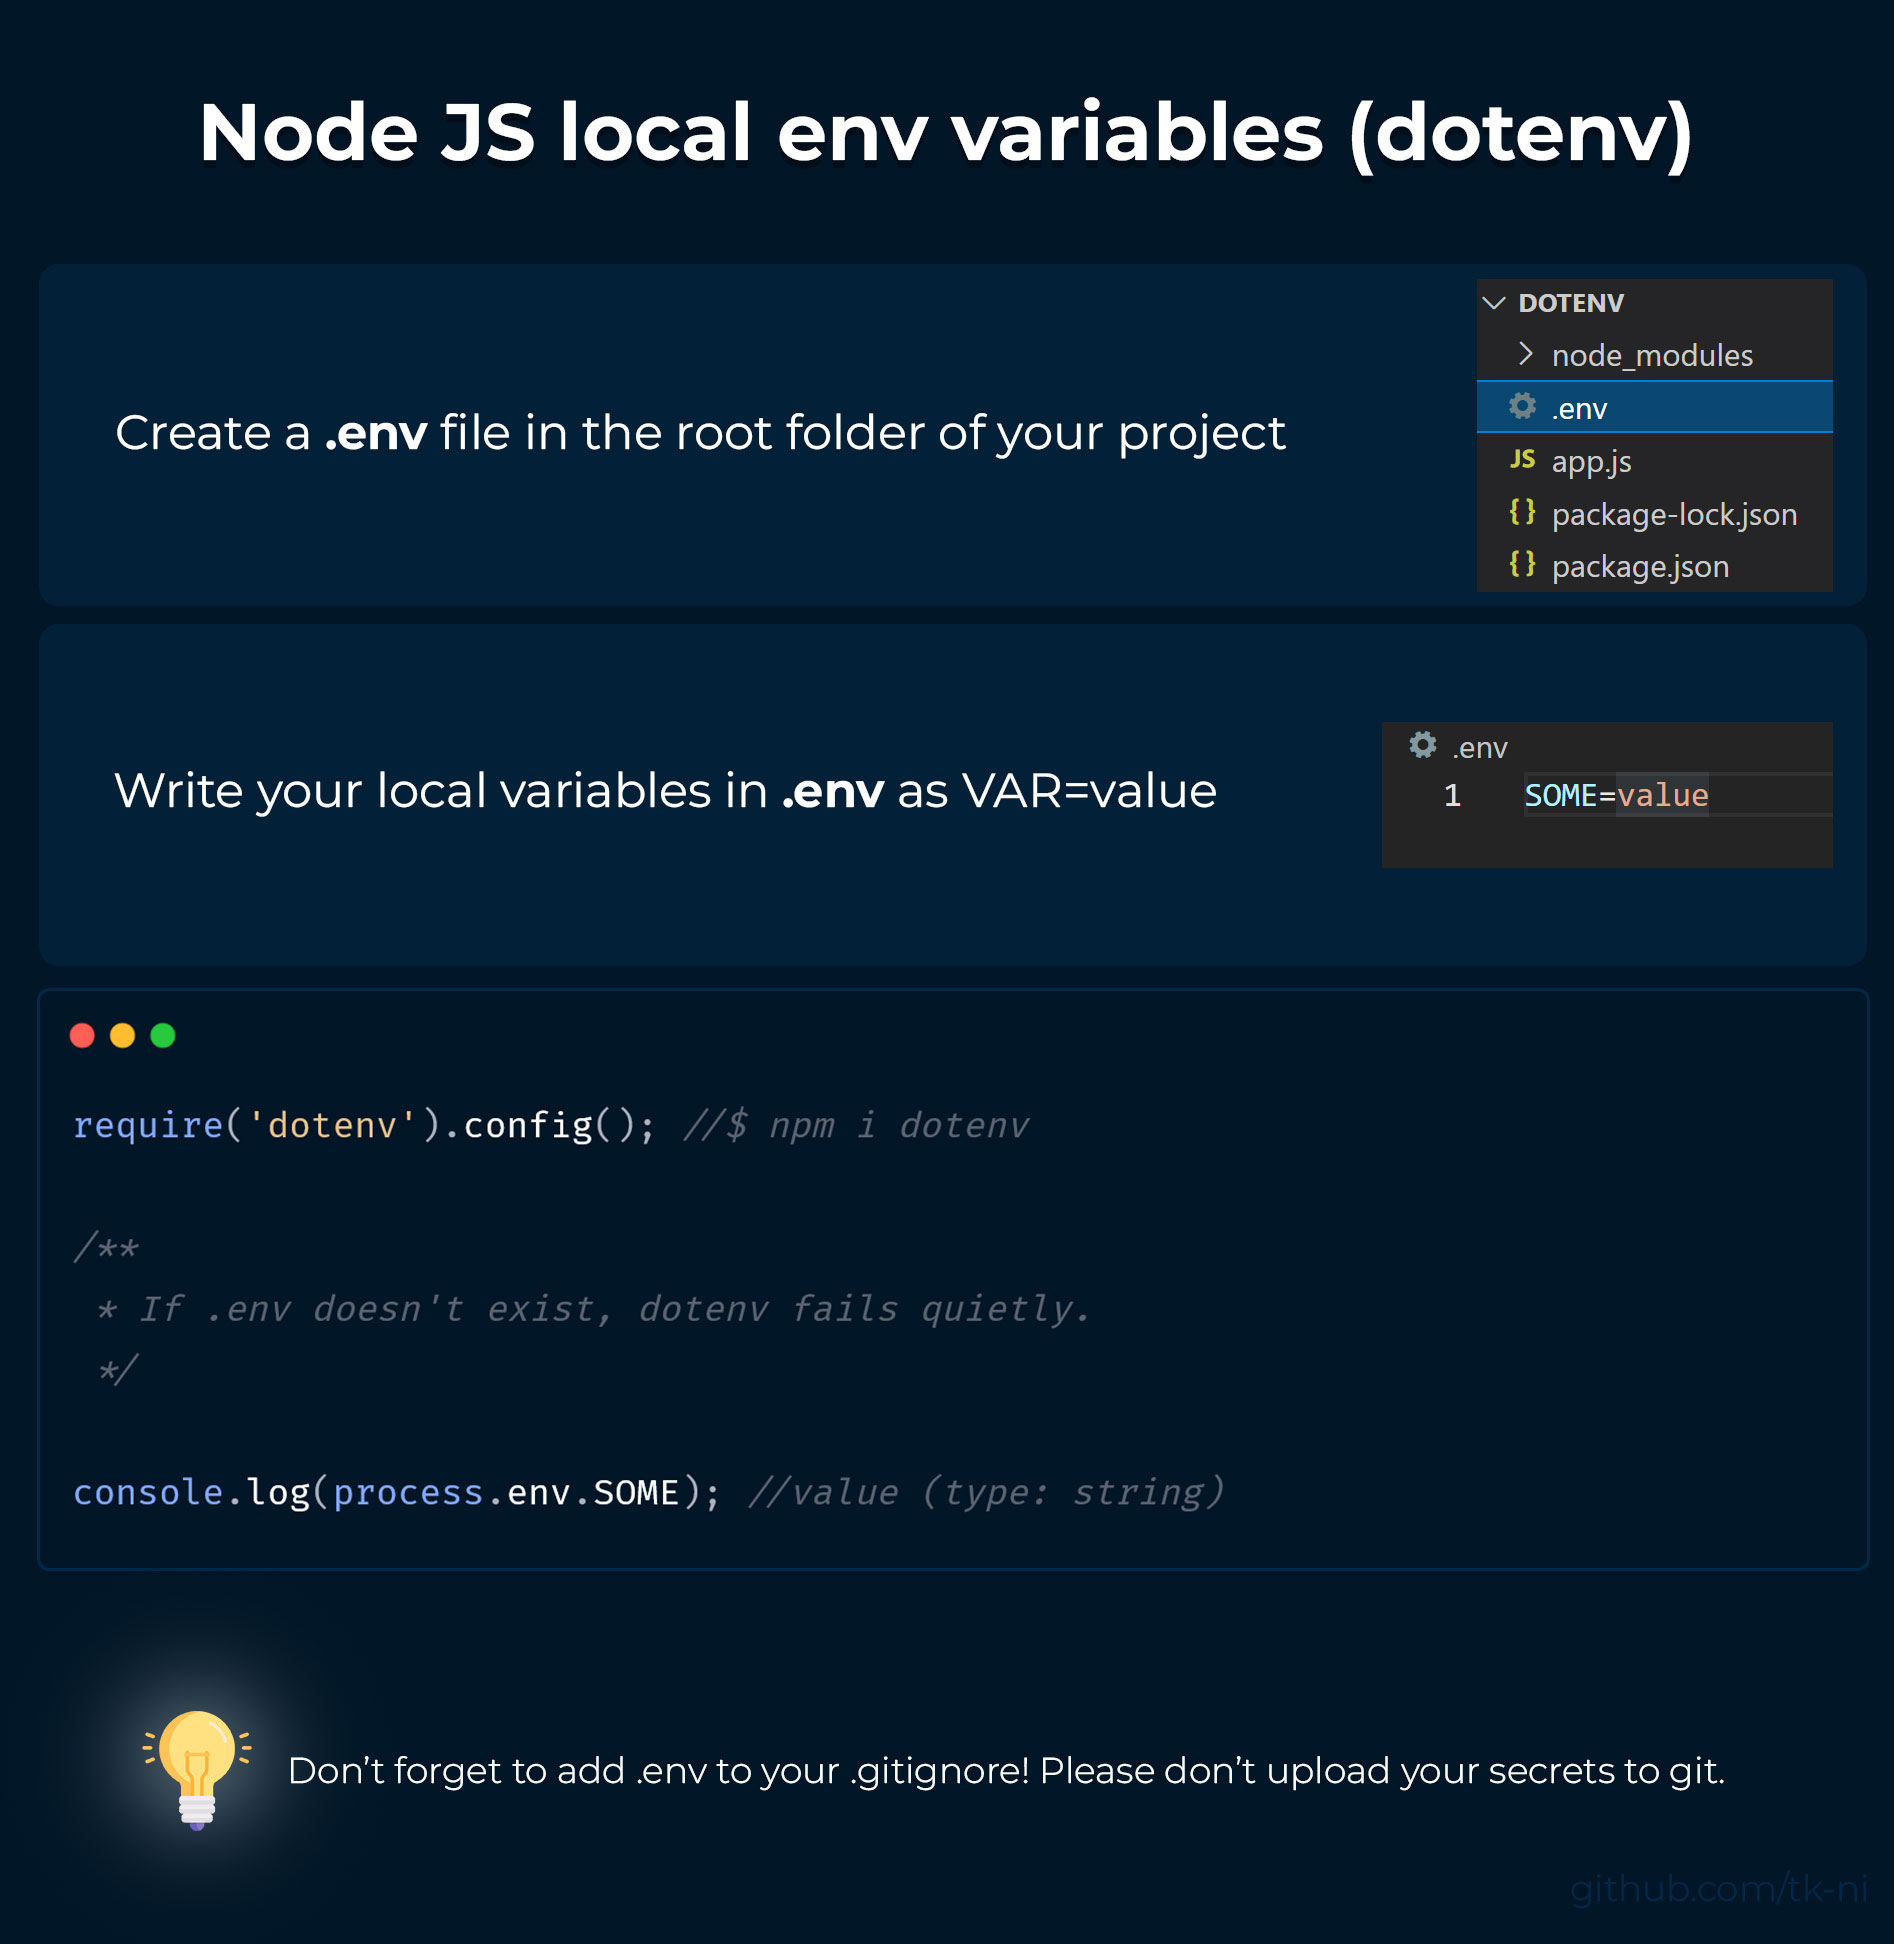 Node JS local env variables (dotenv)
Create a .env file in the root folder of your project
DOTENV
node_modules
.env
JS app.js
{} package-lock.json
{} package.json
Write your local variables in .env as VAR=value
.env
1 SOME=value
require('dotenv').config(); //$ npm i dotenv
/**
* If .env doesn't exist, dotenv fails quietly.
*/
console.log(process.env.SOME); //value (type: string)
Don’t forget to add .env to your .gitignore! Please don’t upload your secrets to git.
github.com/tk-ni